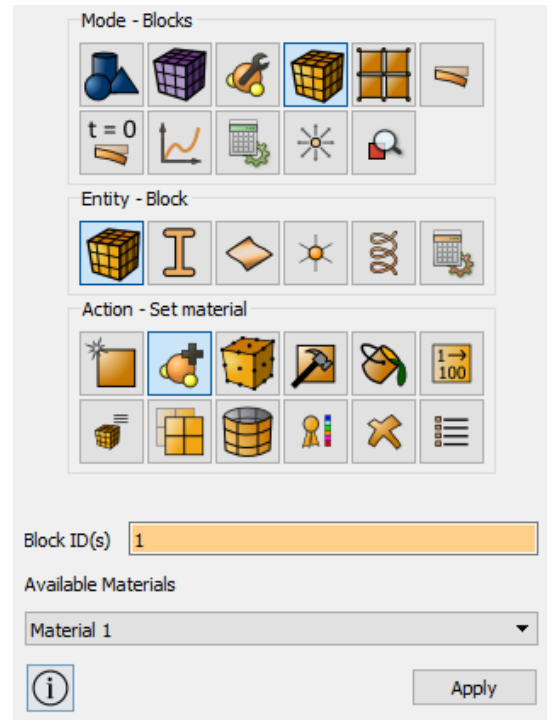 Mode - Blocks
t = 0
Entity - Block
Action - Set material
1→
100
Block ID(s) 1
Available Materials
Material 1
i
Apply